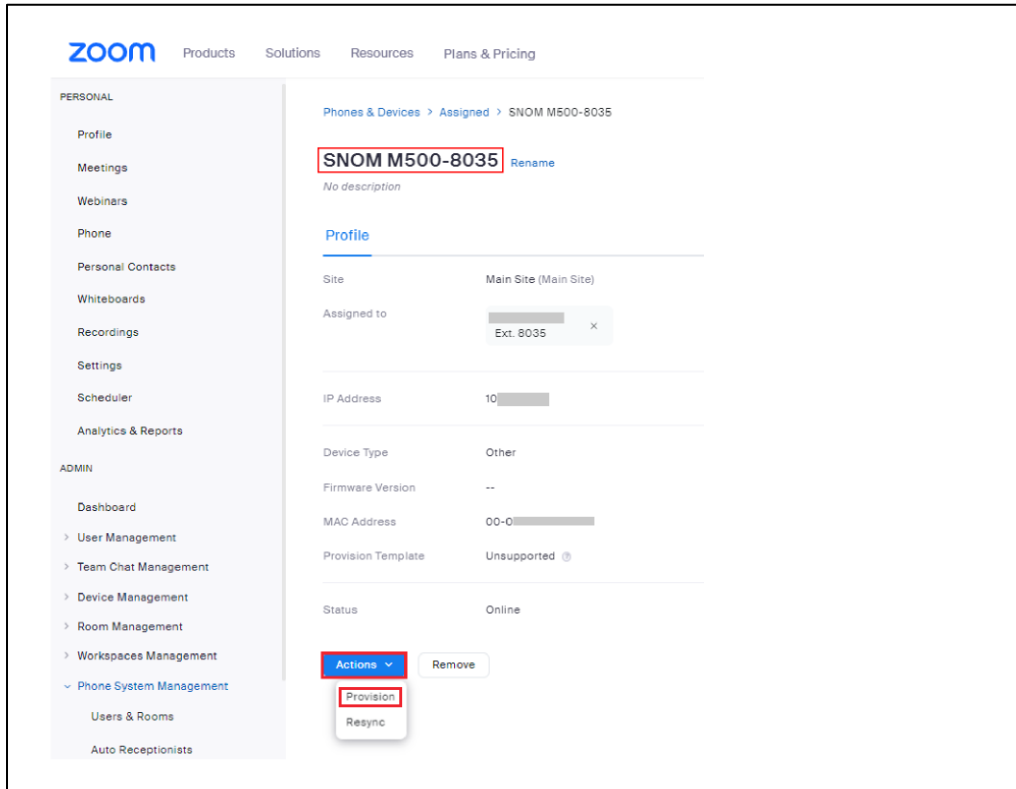 zoom Products Solutions Resources Plans & Pricing
PERSONAL
Profile
Meetings
Webinars
Phone
Personal Contacts
Whiteboards
Recordings
Settings
Scheduler
Analytics & Reports
ADMIN
Dashboard
> User Management
> Team Chat Management
> Device Management
> Room Management
> Workspaces Management
Phone System Management
Users & Rooms
Auto Receptionists
Phones & Devices > Assigned > SNOM M500-8035
SNOM M500-8035 Rename
No description
Profile
Site Main Site (Main Site)
Assigned to
Ext. 8035 ×
IP Address 10
Device Type Other
Firmware Version --
MAC Address 00-0
Provision Template Unsupported ?
Status Online
Actions Remove
Provision
Resync